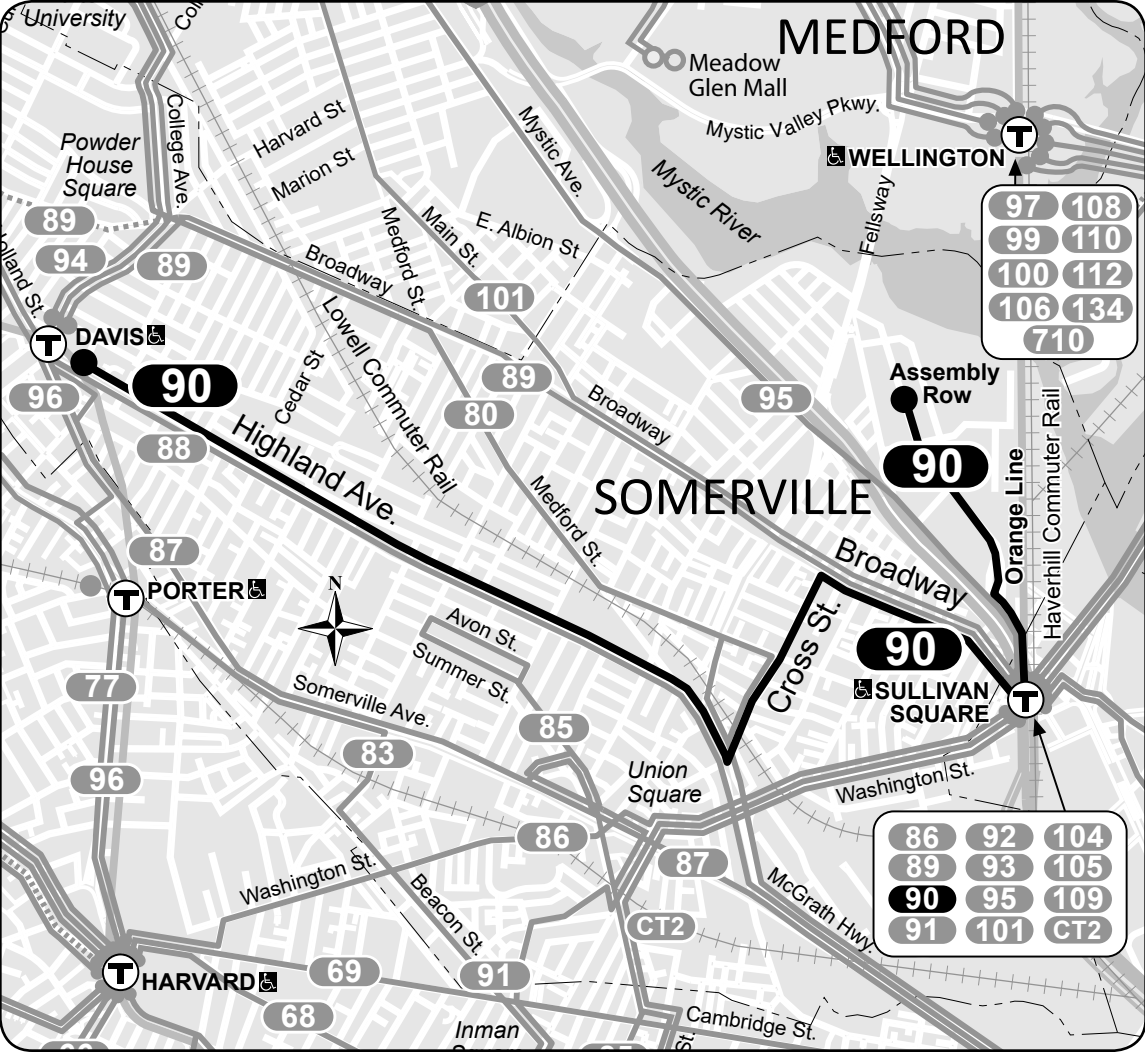 University
MEDFORD
Meadow
Glen Mall
Mystic Valley Pkwy.
College Ave.
Harvard St
Marion St
Mystic Ave.
Powder
House
Square
T
WELLINGTON
Mystic River
Fellsway
97 108
99 110
100 112
106 134
710
89
94
89
Medford St.
Main St.
E. Albion St
Broadway
101
Lowell Commuter Rail
T
DAVIS
96
90
88
Cedar St
Highland Ave.
89
80
Broadway
95
Assembly
Row
90
Orange Line
Haverhill Commuter Rail
SOMERVILLE
Medford St.
Broadway
87
T
PORTER
N
Avon St.
Summer St.
Cross St.
90
SULLIVAN
SQUARE
T
77
Somerville Ave.
83
85
96
Union
Square
Washington St.
86
87
86 92 104
89 93 105
90 95 109
91 101 CT2
Washington St.
Beacon St.
McGrath Hwy.
CT2
T
HARVARD
69
91
68
Cambridge St.
Inman
St.